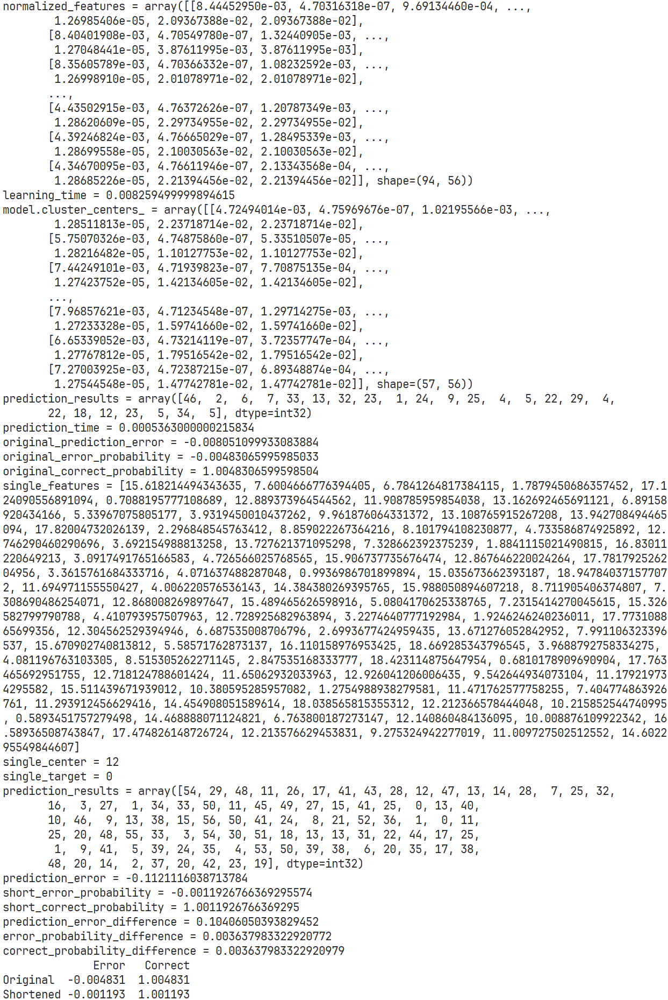 normalized_features = array([[8.44452950e-03, 4.70316318e-07, 9.69134460e-04, ...,
        1.26985406e-05, 2.09367388e-02, 2.09367388e-02],
       [8.40401908e-03, 4.70549780e-07, 1.32440905e-03, ...,
        1.27048441e-05, 3.87611995e-03, 3.87611995e-03],
       [8.35605789e-03, 4.70366332e-07, 1.08232592e-03, ...,
        1.26998910e-05, 2.01078971e-02, 2.01078971e-02],
       ...,
       [4.43502915e-03, 4.76372626e-07, 1.20787349e-03, ...,
        1.28620609e-05, 2.29734955e-02, 2.29734955e-02],
       [4.39246824e-03, 4.76665029e-07, 1.28495339e-03, ...,
        1.28699558e-05, 2.10030563e-02, 2.10030563e-02],
       [4.34670095e-03, 4.76611946e-07, 2.13343568e-04, ...,
        1.28685226e-05, 2.21394456e-02, 2.21394456e-02]], shape=(94, 56))
learning_time = 0.008259499999894615
model.cluster_centers_ = array([[4.72494014e-03, 4.75969676e-07, 1.02195566e-03, ...,
        1.28511813e-05, 2.23718714e-02, 2.23718714e-02],
       [5.75070326e-03, 4.74875860e-07, 5.33510507e-05, ...,
        1.28216482e-05, 1.10127753e-02, 1.10127753e-02],
       [7.44249101e-03, 4.71939823e-07, 7.70875135e-04, ...,
        1.27423752e-05, 1.42134605e-02, 1.42134605e-02],
       ...,
       [7.96857621e-03, 4.71234548e-07, 1.29714275e-03, ...,
        1.27233328e-05, 1.59741660e-02, 1.59741660e-02],
       [6.65339052e-03, 4.73214119e-07, 3.72357747e-04, ...,
        1.27767812e-05, 1.79516542e-02, 1.79516542e-02],
       [7.27003925e-03, 4.72387215e-07, 6.89348874e-04, ...,
        1.27544548e-05, 1.47742781e-02, 1.47742781e-02]], shape=(57, 56))
prediction_results = array([46,  2,  6,  7, 33, 13, 32, 23,  1, 24,  9, 25,  4,  5, 22, 29,  4,
       22, 18, 12, 23,  5, 34,  5], dtype=int32)
prediction_time = 0.0005363000000215834
original_prediction_error = -0.008051099933083884
original_error_probability = -0.00483065995985033
original_correct_probability = 1.0048306599598504
single_features = [15.618214494343635, 7.6004666776394405, 6.7841264817384115, 1.7879450686357452, 17.1
24090556891094, 0.7088195777108689, 12.889373964544562, 11.908785959854038, 13.162692465691121, 6.89158
920434166, 5.33967075805177, 3.9319450010437262, 9.961876064331372, 13.108765915267208, 13.942708494465
094, 17.82004732026139, 2.296848545763412, 8.859022267364216, 8.101794108230877, 4.733586874925892, 12.
746290460290696, 3.692154988813258, 13.727621371095298, 7.328662392375239, 1.8841115021490815, 16.83011
220649213, 3.0917491765166583, 4.726566025768565, 15.906737735676474, 12.867646220024264, 17.7817925262
04956, 3.3615761684333716, 4.071637488287048, 0.9936986701899894, 15.035673662393187, 18.94784037157707
2, 11.694971155550427, 4.006220576536143, 14.384380269395765, 15.988050894607218, 8.711905406374807, 7.
308690486254071, 12.868008269897647, 15.489465626598916, 5.0804170625338765, 7.2315414270045615, 15.326
582799790788, 4.410793957507963, 12.728925682963894, 3.2274640777192984, 1.9246246240236011, 17.7731088
65699356, 12.304562529394946, 6.687535008706796, 2.6993677424959435, 13.671276052842952, 7.991106323396
537, 15.670902740813812, 5.58571762873137, 16.110158976953425, 18.669285343796545, 3.9688792758334275,
4.081196763103305, 8.515305262271145, 2.847535168333777, 18.423114875647954, 0.6810178909690904, 17.763
465692951755, 12.718124788601424, 11.65062932033963, 12.926041206006435, 9.542644934073104, 11.17921973
4295582, 15.511439671939012, 10.380595285957082, 1.2754988938279581, 11.471762577758255, 7.404774863926
761, 11.293912456629416, 14.454908051589614, 18.038565815355312, 12.212366578444048, 10.215852544740995
, 0.5893451757279498, 14.468888071124821, 6.763800187273147, 12.140860484136095, 10.008876109922342, 16
.58936508743847, 17.474826148726724, 12.213576629453831, 9.275324942277019, 11.009727502512552, 14.6022
95549844607]
single_center = 12
single_target = 0
prediction_results = array([54, 29, 48, 11, 26, 17, 41, 43, 28, 12, 47, 13, 14, 28,  7, 25, 32,
       16,  3, 27,  1, 34, 33, 50, 11, 45, 49, 27, 15, 41, 25,  0, 13, 40,
       10, 46,  9, 13, 38, 15, 56, 50, 41, 24,  8, 21, 52, 36,  1,  0, 11,
       25, 20, 48, 55, 33,  3, 54, 30, 51, 18, 13, 13, 31, 22, 44, 17, 25,
        1,  9, 41,  5, 39, 24, 35,  4, 53, 50, 39, 38,  6, 20, 35, 17, 38,
       48, 20, 14,  2, 37, 20, 42, 23, 19], dtype=int32)
prediction_error = -0.1121116038713784
short_error_probability = -0.0011926766369295574
short_correct_probability = 1.0011926766369295
prediction_error_difference = 0.10406050393829452
error_probability_difference = 0.003637983322920772
correct_probability_difference = 0.003637983322920979
              Error   Correct
Original  -0.004831  1.004831
Shortened -0.001193  1.001193